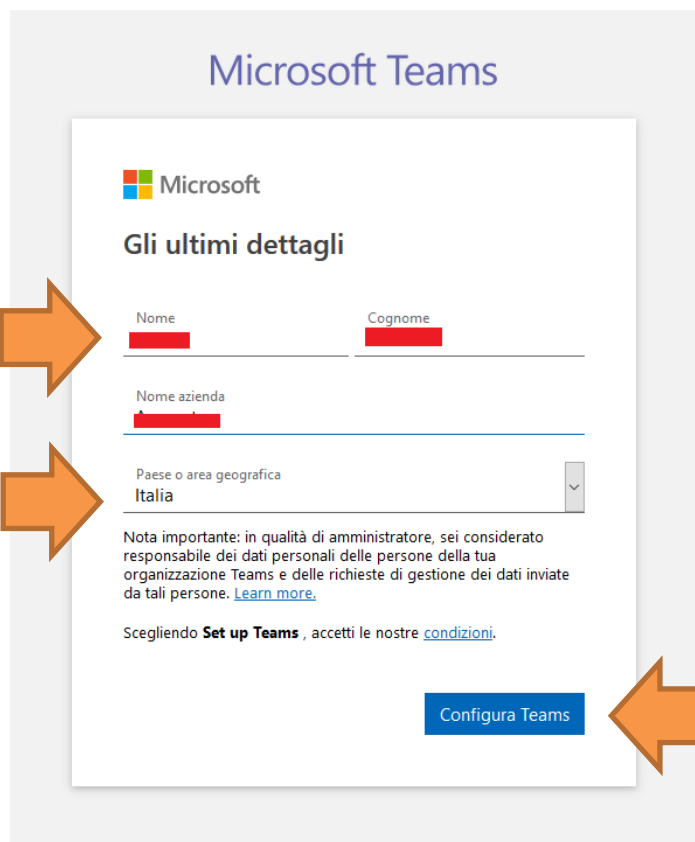 Microsoft Teams
Microsoft
Gli ultimi dettagli
Nome Cognome
Nome azienda
Paese o area geografica
Italia
Nota importante: in qualità di amministratore, sei considerato
responsabile dei dati personali delle persone della tua
organizzazione Teams e delle richieste di gestione dei dati inviate
da tali persone. Learn more.
Scegliendo Set up Teams , accetti le nostre condizioni.
Configura Teams